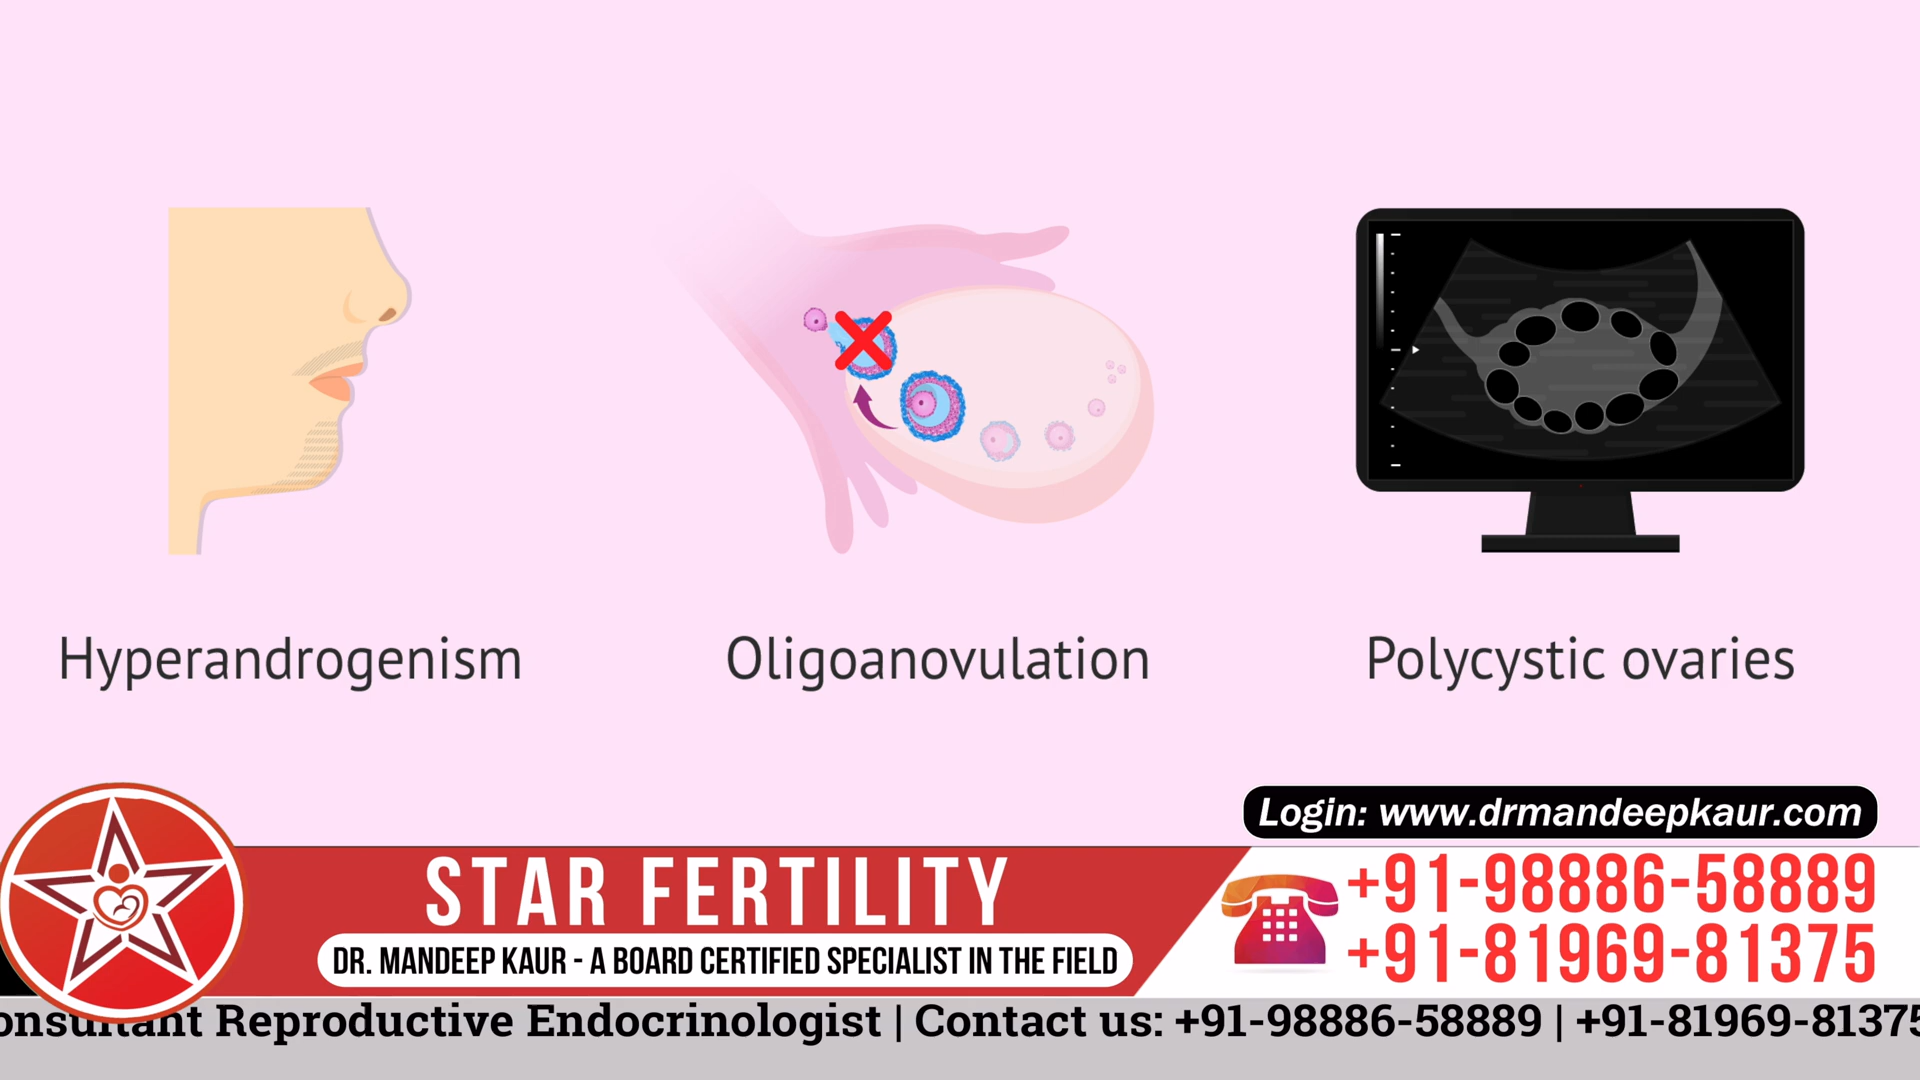 Hyperandrogenism
Oligoanovulation
Polycystic ovaries
Login: www.drmandeepkaur.com
STAR FERTILITY
DR. MANDEEP KAUR - A BOARD CERTIFIED SPECIALIST IN THE FIELD
+91-98886-58889
+91-81969-81375
onsultant Reproductive Endocrinologist | Contact us: +91-98886-58889 | +91-81969-81375